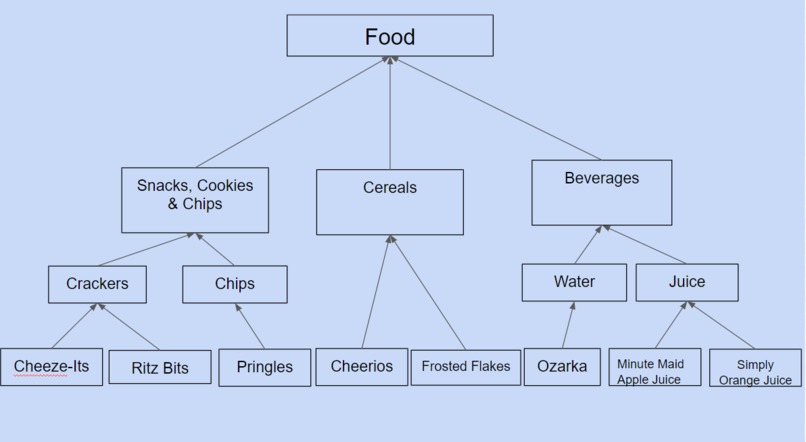 Food
Snacks, Cookies
& Chips
Cereals
Beverages
Crackers
Chips
Water
Juice
Cheeze-Its
Ritz Bits
Pringles
Cheerios
Frosted Flakes
Ozarka
Minute Maid
Apple Juice
Simply
Orange Juice